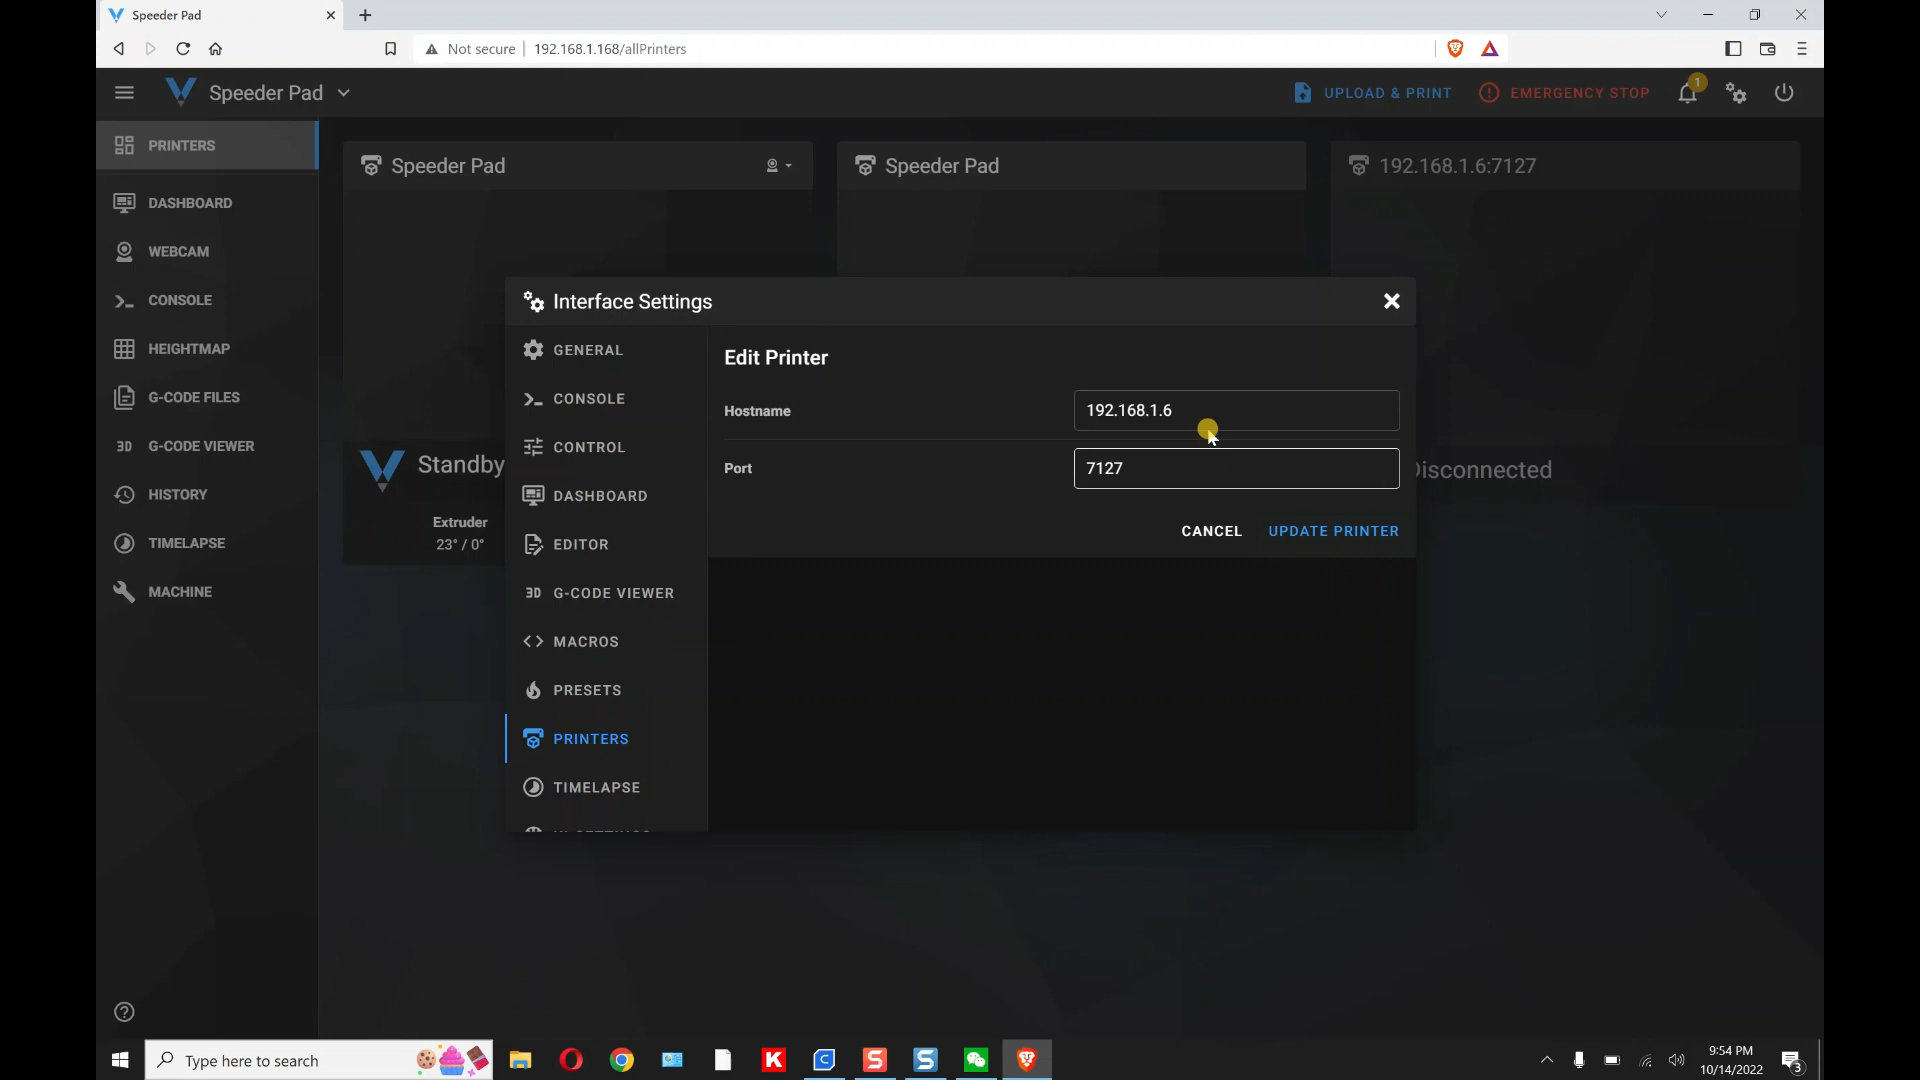 Speeder Pad
Not secure
192.168.1.168/allPrinters
Speeder Pad
UPLOAD & PRINT
EMERGENCY STOP
1
PRINTERS
DASHBOARD
WEBCAM
CONSOLE
HEIGHTMAP
G-CODE FILES
3D G-CODE VIEWER
HISTORY
TIMELAPSE
MACHINE
Speeder Pad
Speeder Pad
192.168.1.6:7127
Standby
Extruder
23° / 0°
Disconnected
Interface Settings
GENERAL
CONSOLE
CONTROL
DASHBOARD
EDITOR
3D G-CODE VIEWER
MACROS
PRESETS
PRINTERS
TIMELAPSE
Edit Printer
Hostname
192.168.1.6
Port
7127
CANCEL
UPDATE PRINTER
Type here to search
K
C
S
S
9:54 PM
10/14/2022
3